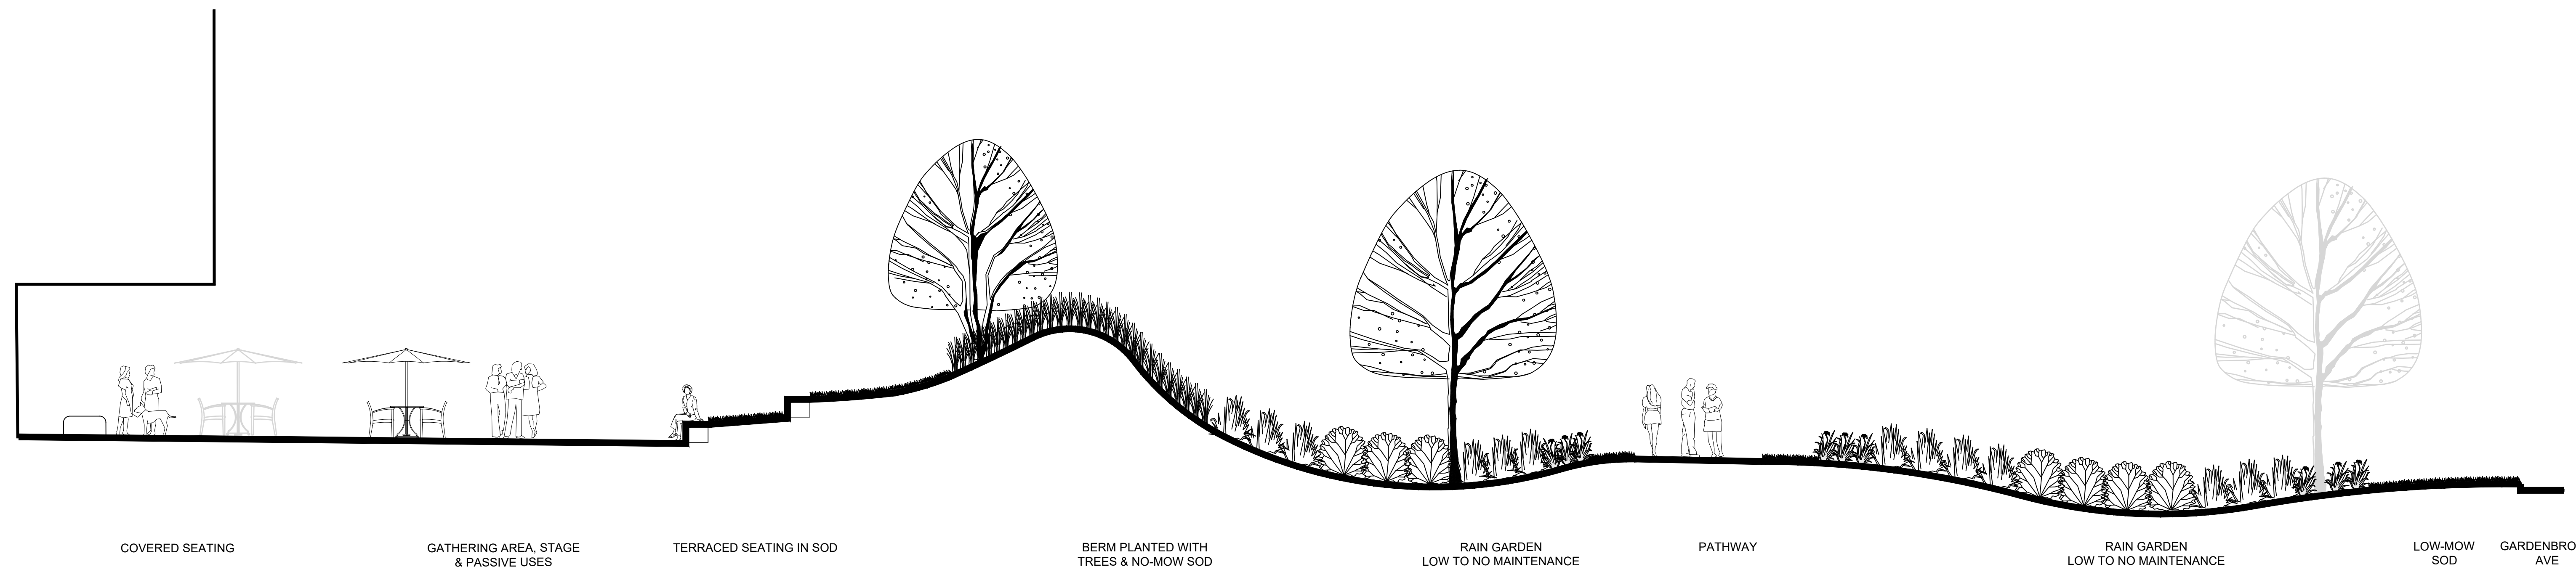 COVERED SEATING
GATHERING AREA, STAGE
& PASSIVE USES
TERRACED SEATING IN SOD
BERM PLANTED WITH
TREES & NO-MOW SOD
RAIN GARDEN
LOW TO NO MAINTENANCE
PATHWAY
RAIN GARDEN
LOW TO NO MAINTENANCE
LOW-MOW
SOD
GARDENBRO
AVE